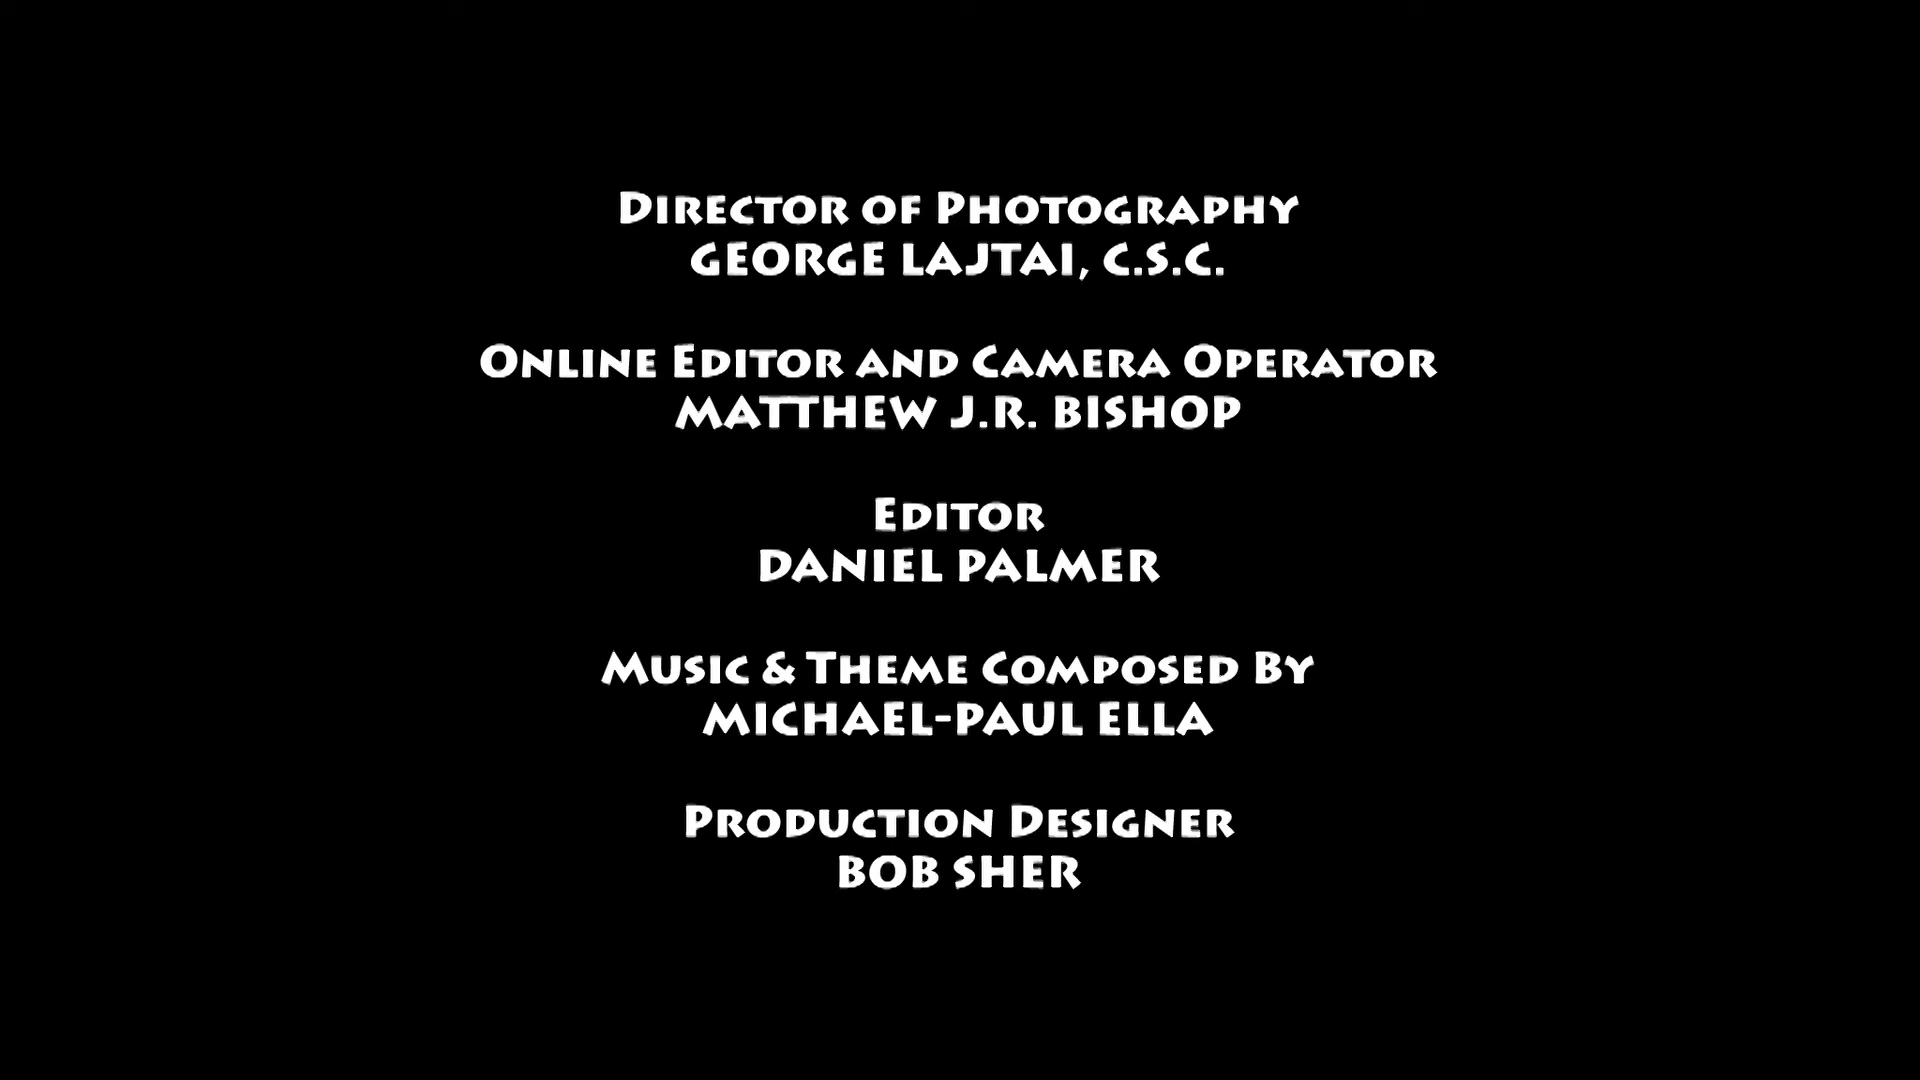 Director of Photography
GEORGE LAJTAI, C.S.C.
Online Editor and Camera Operator
MATTHEW J.R. BISHOP
Editor
DANIEL PALMER
Music & Theme Composed By
MICHAEL-PAUL ELLA
Production Designer
BOB SHER